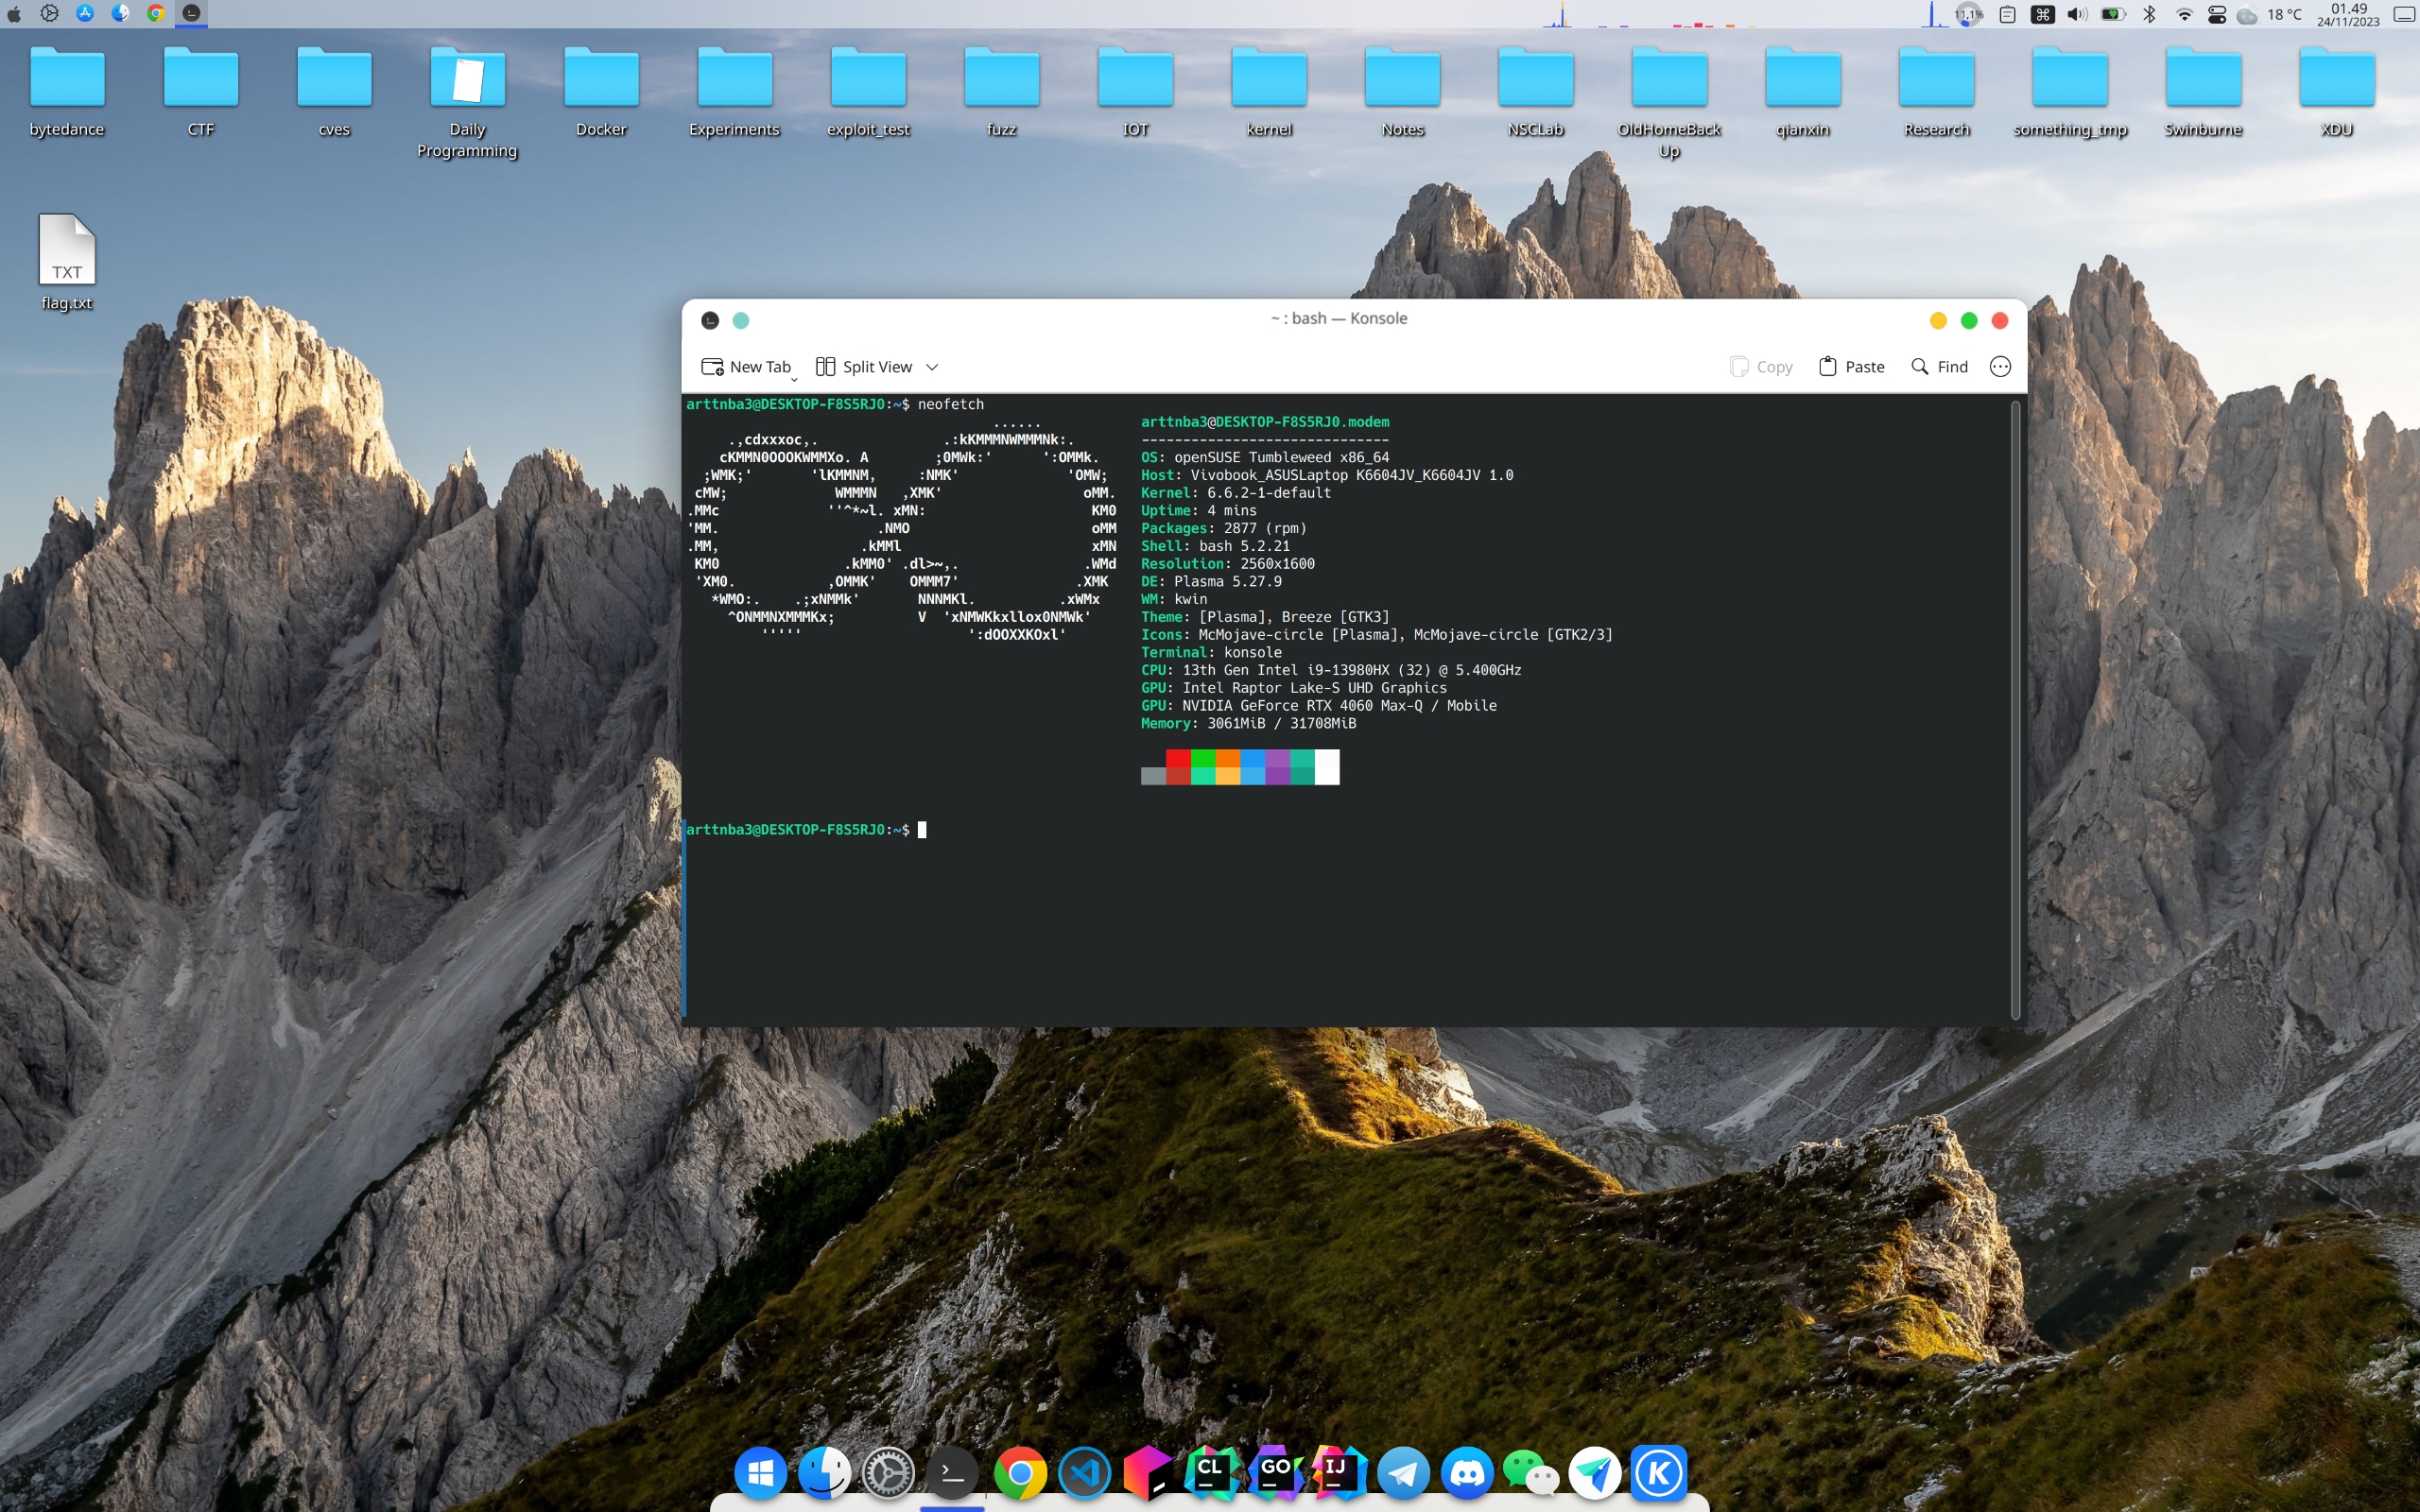 11,1%
18 °C
01.49
24/11/2023
bytedance
CTF
cves
Daily
Programming
Docker
Experiments
exploit_test
fuzz
IOT
kernel
Notes
NSCLab
OldHomeBack
Up
qianxin
Research
something_tmp
Swinburne
XDU
TXT
flag.txt
~ : bash — Konsole
New Tab
Split View
Copy
Paste
Find
arttnba3@DESKTOP-F8S5RJ0:~$ neofetch
arttnba3@DESKTOP-F8S5RJ0.modem
------------------------------
OS: openSUSE Tumbleweed x86_64
Host: Vivobook_ASUSLaptop K6604JV_K6604JV 1.0
Kernel: 6.6.2-1-default
Uptime: 4 mins
Packages: 2877 (rpm)
Shell: bash 5.2.21
Resolution: 2560x1600
DE: Plasma 5.27.9
WM: kwin
Theme: [Plasma], Breeze [GTK3]
Icons: McMojave-circle [Plasma], McMojave-circle [GTK2/3]
Terminal: konsole
CPU: 13th Gen Intel i9-13980HX (32) @ 5.400GHz
GPU: Intel Raptor Lake-S UHD Graphics
GPU: NVIDIA GeForce RTX 4060 Max-Q / Mobile
Memory: 3061MiB / 31708MiB
arttnba3@DESKTOP-F8S5RJ0:~$
CL
GO
IJ
K